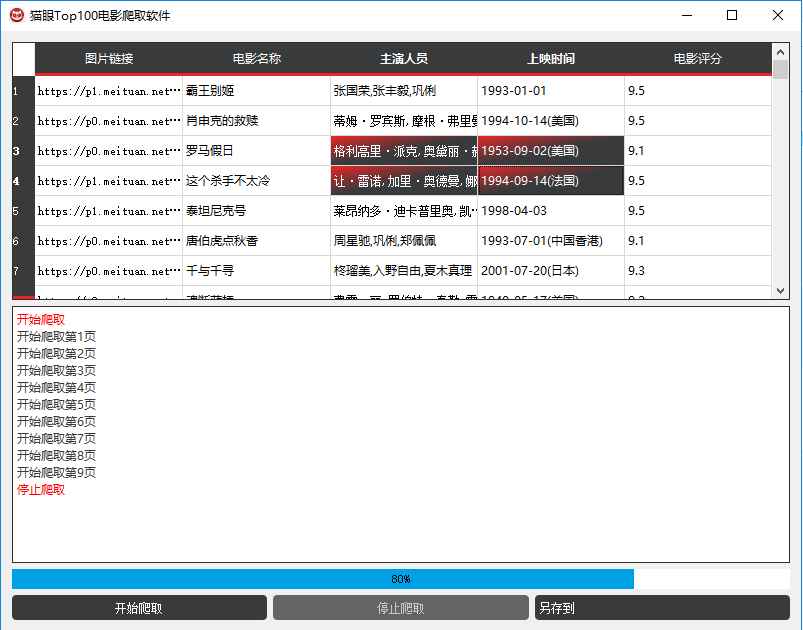 猫眼Top100电影爬取软件
图片链接 电影名称 主演人员 上映时间 电影评分
1 https://p1.meituan.net… 霸王别姬 张国荣,张丰毅,巩俐 1993-01-01 9.5
2 https://p0.meituan.net… 肖申克的救赎 蒂姆·罗宾斯,摩根·弗里曼 1994-10-14(美国) 9.5
3 https://p0.meituan.net… 罗马假日 格利高里·派克,奥黛丽· 1953-09-02(美国) 9.1
4 https://p1.meituan.net… 这个杀手不太冷 让·雷诺,加里·奥德曼, 1994-09-14(法国) 9.5
5 https://p1.meituan.net… 泰坦尼克号 莱昂纳多·迪卡普里奥,凯… 1998-04-03 9.5
6 https://p0.meituan.net… 唐伯虎点秋香 周星驰,巩俐,郑佩佩 1993-07-01(中国香港) 9.1
7 https://p0.meituan.net… 千与千寻 柊瑠美,入野自由,夏木真理 2001-07-20(日本) 9.3
开始爬取
开始爬取第1页
开始爬取第2页
开始爬取第3页
开始爬取第4页
开始爬取第5页
开始爬取第6页
开始爬取第7页
开始爬取第8页
开始爬取第9页
停止爬取
80%
开始爬取 停止爬取 另存到